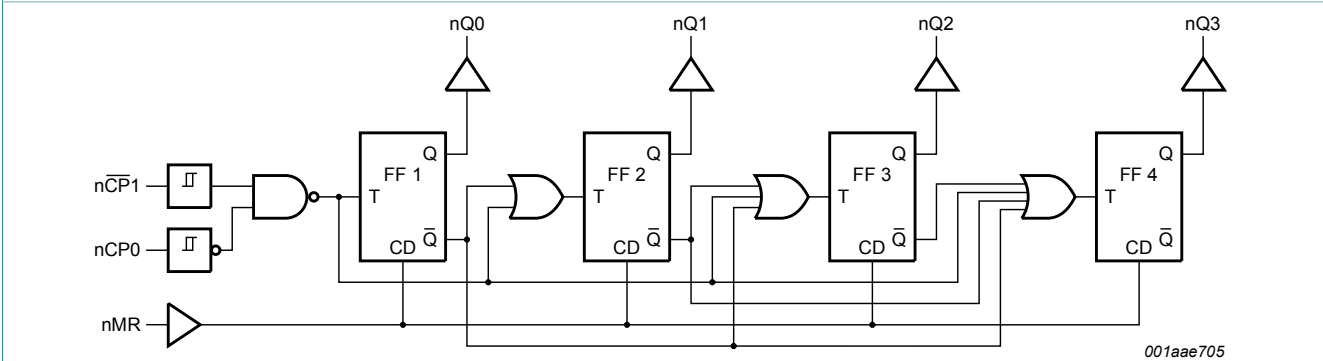 nQ0 nQ1 nQ2 nQ3
Q Q Q Q
FF 1 FF 2 FF 3 FF 4
nC̅P̅1
T T T T
Q̅ Q̅ Q̅ Q̅
nCP0
CD CD CD CD
nMR
001aae705